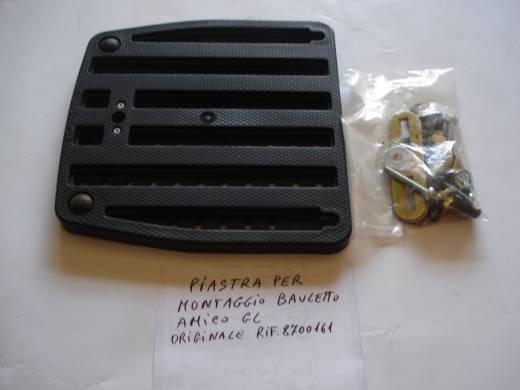 PIASTRA PER
MONTAGGIO BAULETTO
AMICO GL
ORIGINALE RIF.8700161